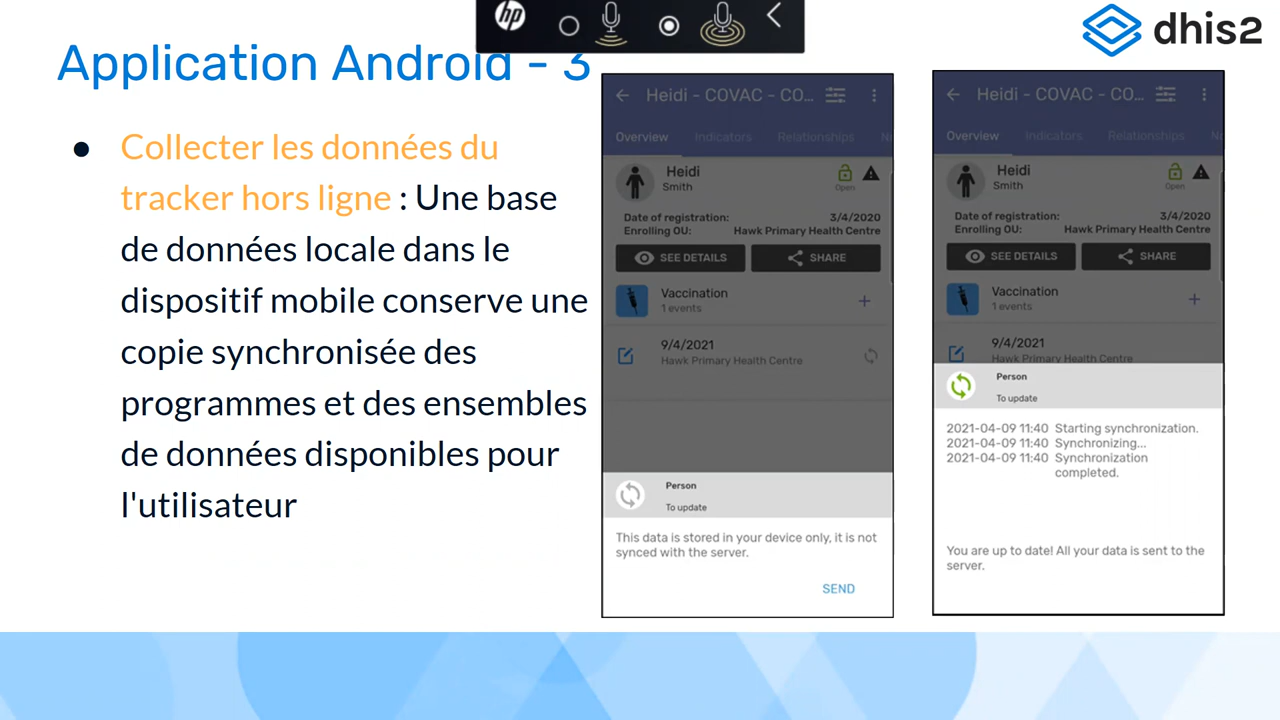 hp
dhis2
Application Android - 3
● Collecter les données du
tracker hors ligne : Une base
de données locale dans le
dispositif mobile conserve une
copie synchronisée des
programmes et des ensembles
de données disponibles pour
l'utilisateur
Heidi - COVAC - CO...
Overview Indicators Relationships
Heidi
Smith
Open
Date of registration: 3/4/2020
Enrolling OU: Hawk Primary Health Centre
SEE DETAILS SHARE
Vaccination
1 events
9/4/2021
Hawk Primary Health Centre
Person
To update
This data is stored in your device only, it is not
synced with the server.
SEND
Heidi - COVAC - CO...
Overview Indicators Relationships
Heidi
Smith
Open
Date of registration: 3/4/2020
Enrolling OU: Hawk Primary Health Centre
SEE DETAILS SHARE
Vaccination
1 events
9/4/2021
Hawk Primary Health Centre
Person
To update
2021-04-09 11:40 Starting synchronization.
2021-04-09 11:40 Synchronizing...
2021-04-09 11:40 Synchronization
completed.
You are up to date! All your data is sent to the
server.